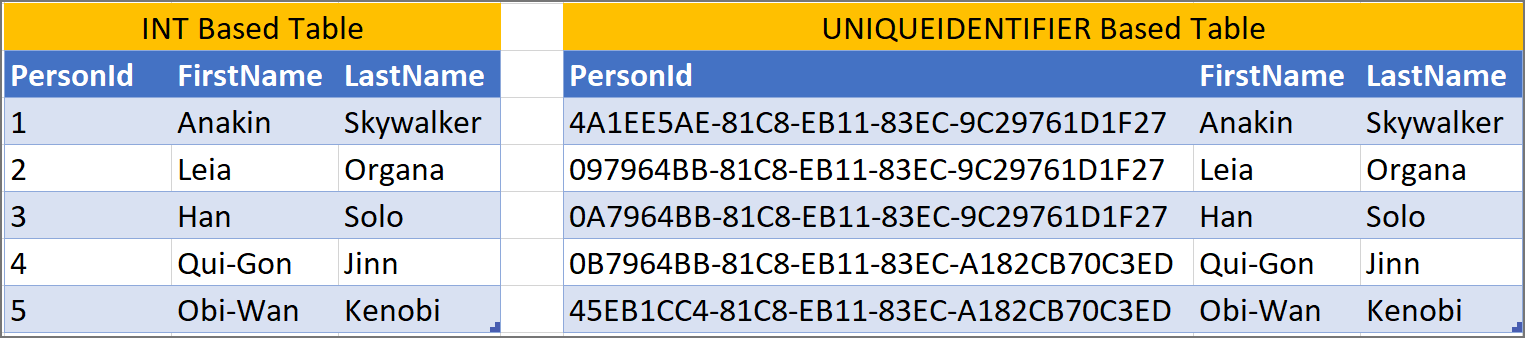 INT Based Table UNIQUEIDENTIFIER Based Table
PersonId FirstName LastName PersonId FirstName LastName
1 Anakin Skywalker 4A1EE5AE-81C8-EB11-83EC-9C29761D1F27 Anakin Skywalker
2 Leia Organa 097964BB-81C8-EB11-83EC-9C29761D1F27 Leia Organa
3 Han Solo 0A7964BB-81C8-EB11-83EC-9C29761D1F27 Han Solo
4 Qui-Gon Jinn 0B7964BB-81C8-EB11-83EC-A182CB70C3ED Qui-Gon Jinn
5 Obi-Wan Kenobi 45EB1CC4-81C8-EB11-83EC-A182CB70C3ED Obi-Wan Kenobi